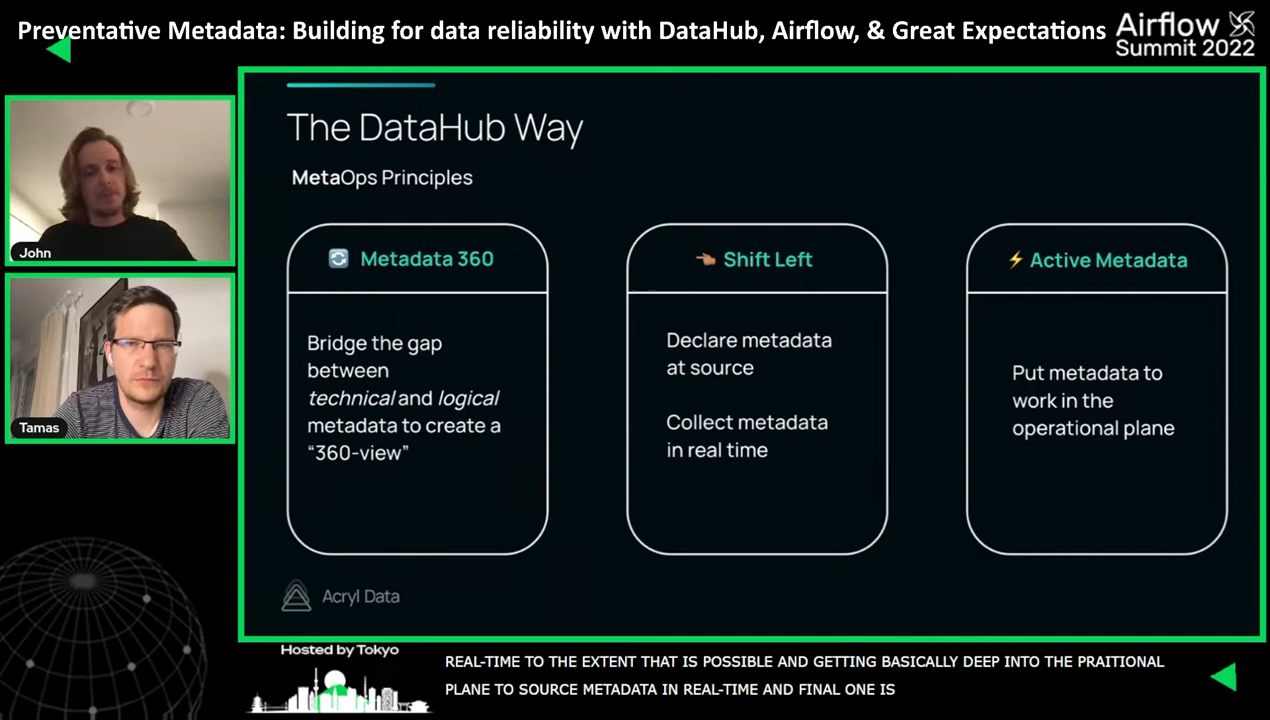 Preventative Metadata: Building for data reliability with DataHub, Airflow, & Great Expectations
Airflow
Summit 2022
John
Tamas
The DataHub Way
MetaOps Principles
Metadata 360
Bridge the gap
between
technical and logical
metadata to create a
“360-view”
Shift Left
Declare metadata
at source
Collect metadata
in real time
Active Metadata
Put metadata to
work in the
operational plane
Acryl Data
Hosted by Tokyo
REAL-TIME TO THE EXTENT THAT IS POSSIBLE AND GETTING BASICALLY DEEP INTO THE PRAITIONAL
PLANE TO SOURCE METADATA IN REAL-TIME AND FINAL ONE IS